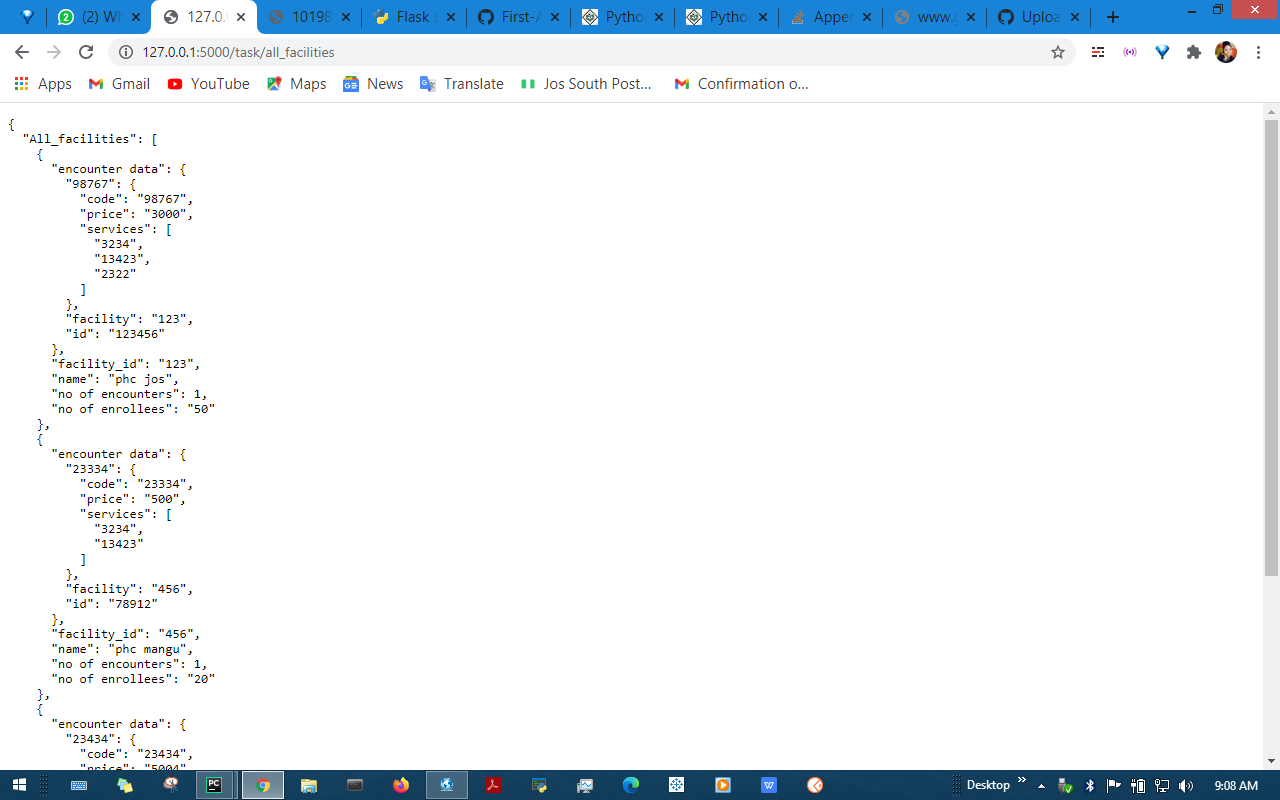 (2) Wh
127.0.
10198
Flask s
First-A
Python
Python
Apper
www.g
Uploa
127.0.0.1:5000/task/all_facilities
Apps
Gmail
YouTube
Maps
News
Translate
Jos South Post...
Confirmation o...
{
"All_facilities": [
{
"encounter data": {
"98767": {
"code": "98767",
"price": "3000",
"services": [
"3234",
"13423",
"2322"
]
},
"facility": "123",
"id": "123456"
},
"facility_id": "123",
"name": "phc jos",
"no of encounters": 1,
"no of enrollees": "50"
},
{
"encounter data": {
"23334": {
"code": "23334",
"price": "500",
"services": [
"3234",
"13423"
]
},
"facility": "456",
"id": "78912"
},
"facility_id": "456",
"name": "phc mangu",
"no of encounters": 1,
"no of enrollees": "20"
},
{
"encounter data": {
"23434": {
"code": "23434",
"price": "5004",
Desktop
9:08 AM